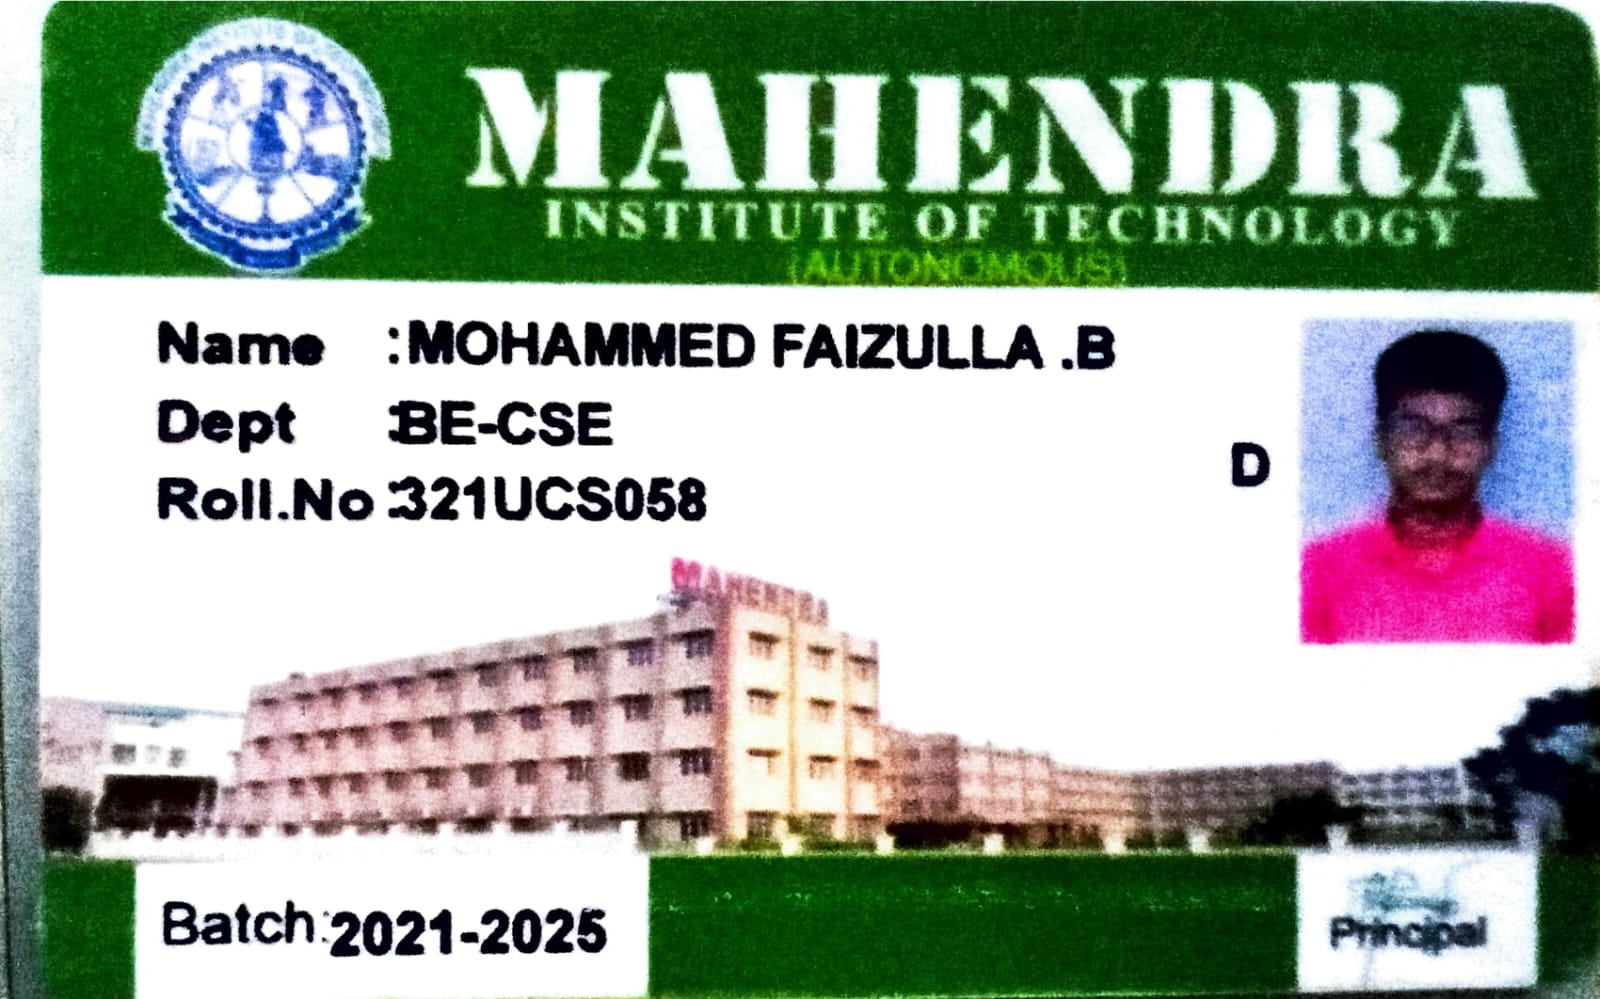 MAHENDRA
INSTITUTE OF TECHNOLOGY
(AUTONOMOUS)
Name :MOHAMMED FAIZULLA .B
Dept :BE-CSE
Roll.No :321UCS058
D
MAHENDRA
Batch:2021-2025
Principal